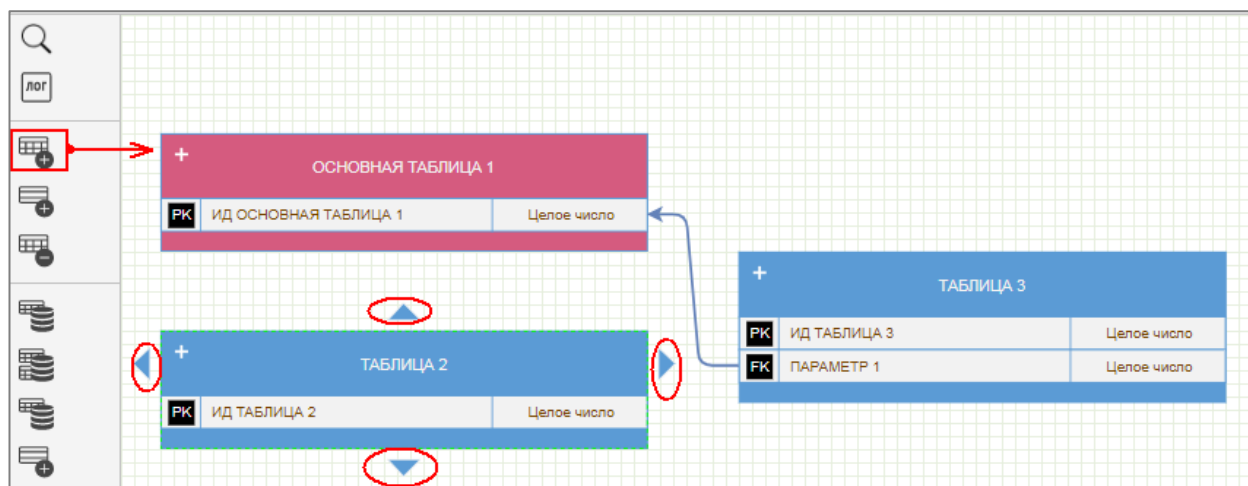 лог
+
ОСНОВНАЯ ТАБЛИЦА 1
PK ИД ОСНОВНАЯ ТАБЛИЦА 1 Целое число
+
ТАБЛИЦА 3
PK ИД ТАБЛИЦА 3 Целое число
FK ПАРАМЕТР 1 Целое число
+
ТАБЛИЦА 2
PK ИД ТАБЛИЦА 2 Целое число